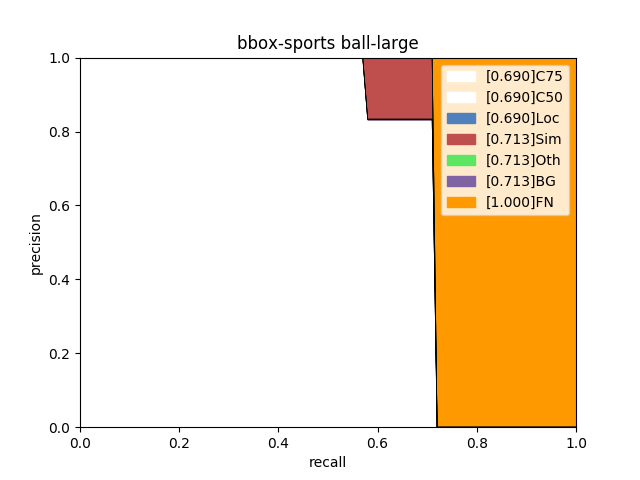 bbox-sports ball-large
1.0
0.8
0.6
0.4
0.2
0.0
precision
[0.690]C75
[0.690]C50
[0.690]Loc
[0.713]Sim
[0.713]Oth
[0.713]BG
[1.000]FN
0.0 0.2 0.4 0.6 0.8 1.0
recall